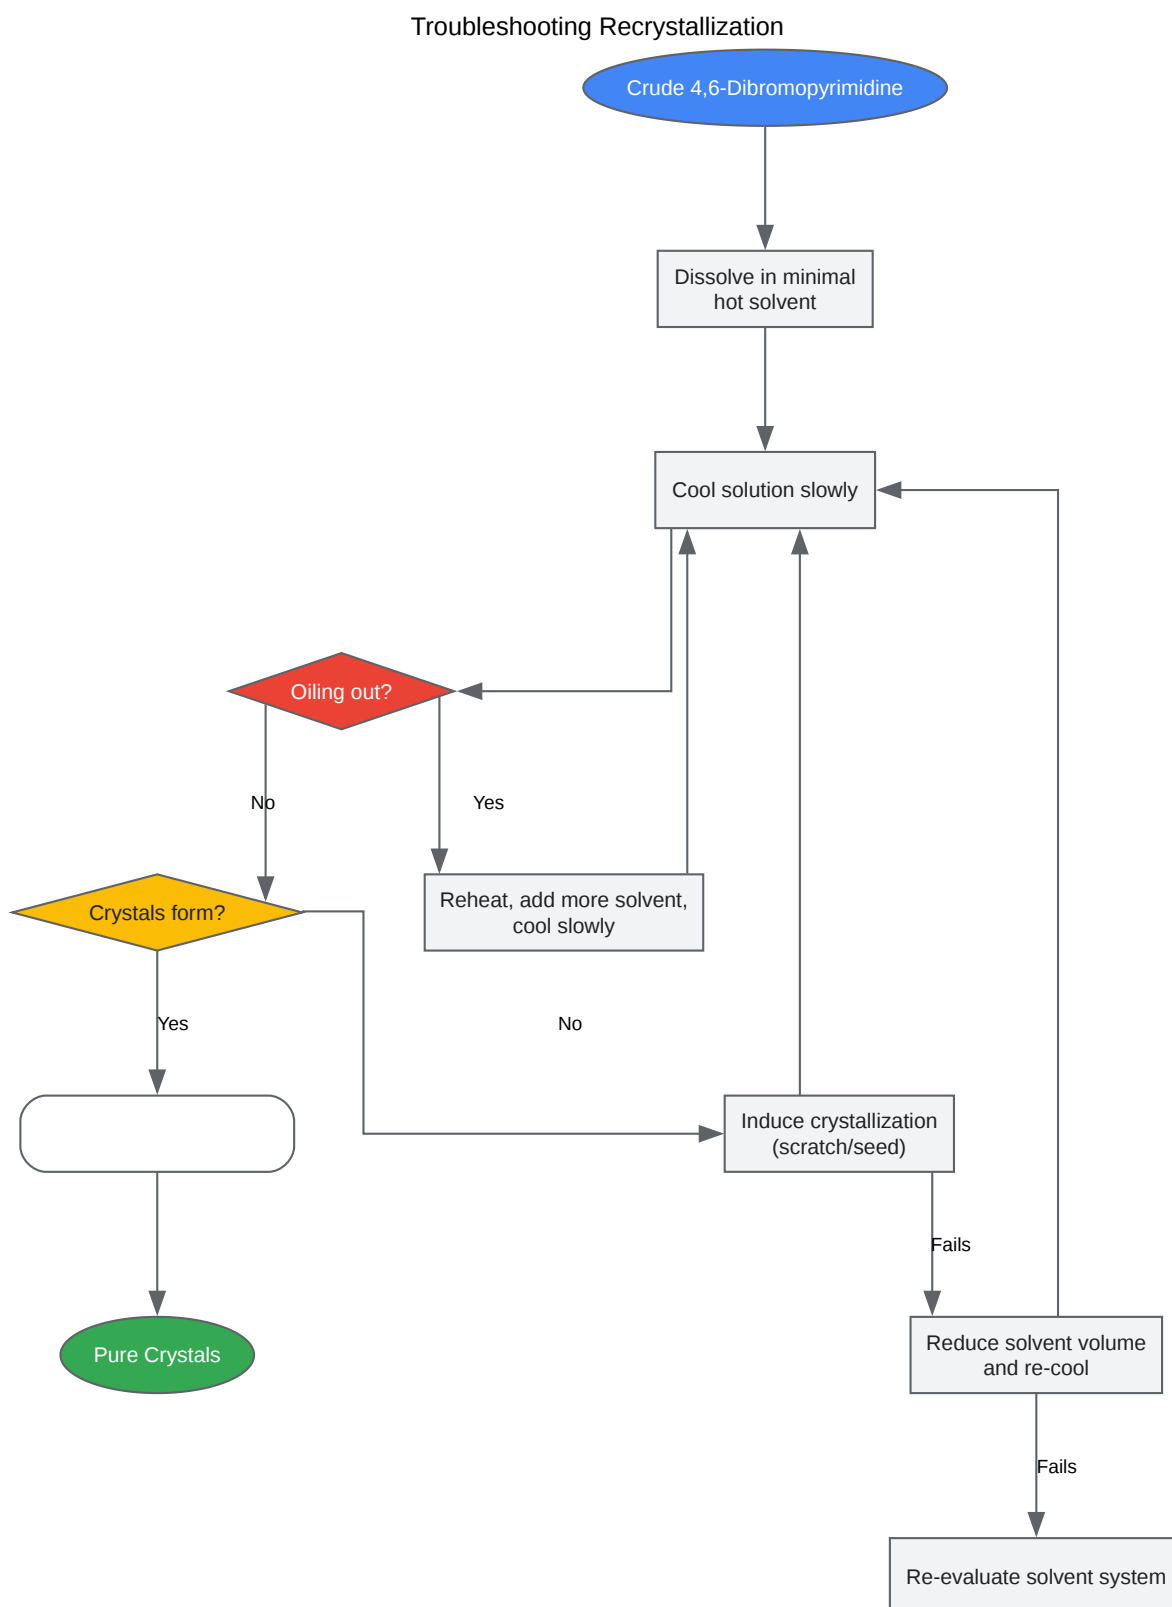 Troubleshooting Recrystallization
Crude 4,6-Dibromopyrimidine
Dissolve in minimal
hot solvent
Cool solution slowly
Oiling out?
No
Yes
Crystals form?
Reheat, add more solvent,
cool slowly
Yes
No
Induce crystallization
(scratch/seed)
Fails
Pure Crystals
Reduce solvent volume
and re-cool
Fails
Re-evaluate solvent system